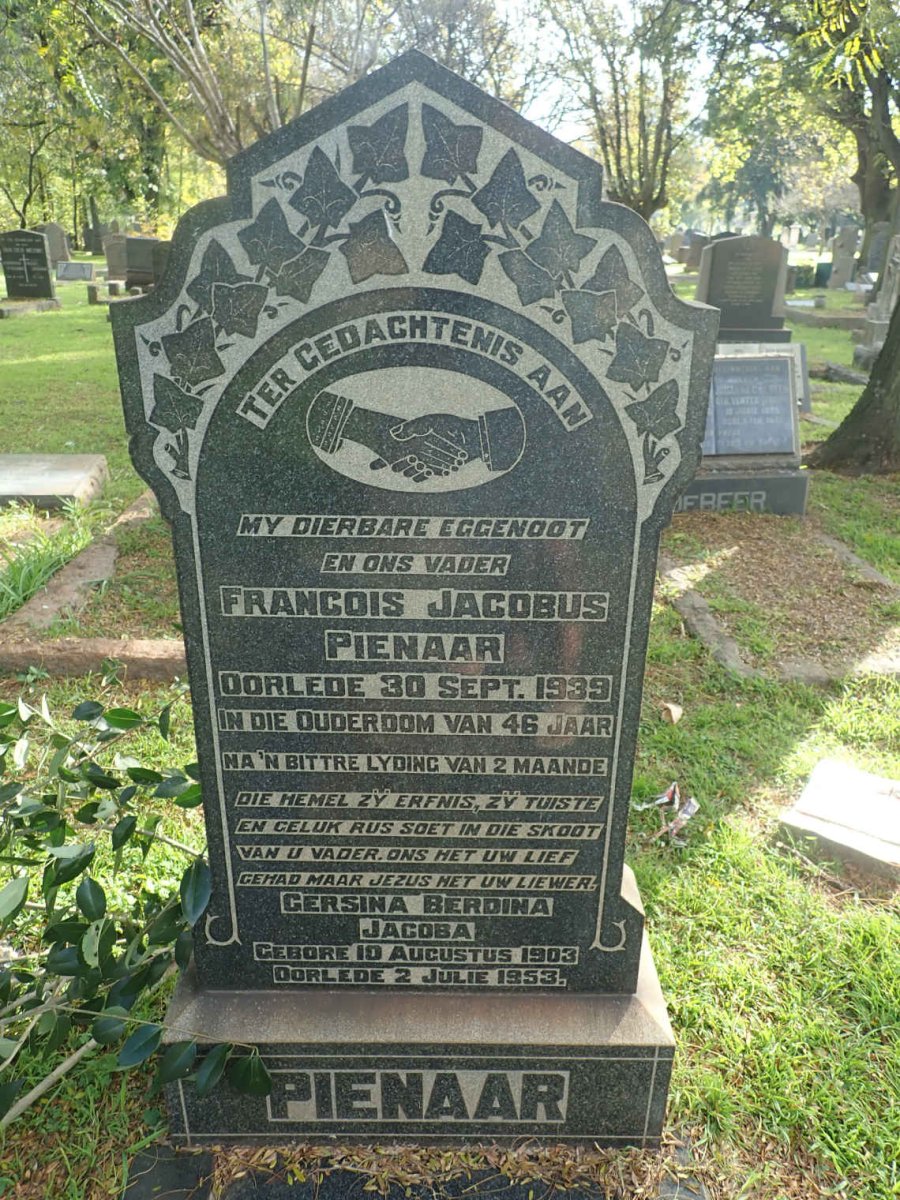 TER GEDACHTENIS AAN
MY DIERBARE EGGENOOT
EN ONS VADER
FRANCOIS JACOBUS
PIENAAR
OORLEDE 30 SEPT. 1939
IN DIE OUDERDOM VAN 46 JAAR
NA'N BITTRE LYDING VAN 2 MAANDE
DIE HEMEL ZŸ ERFNIS, ZŸ TUISTE
EN GELUK RUS SOET IN DIE SKOOT
VAN U VADER. ONS HET UW LIEF
GEHAD MAAR JEZUS HET UW LIEWER.
GERSINA BERDINA
JACOBA
GEBORE 10 AUGUSTUS 1903
OORLEDE 2 JULIE 1953.
PIENAAR